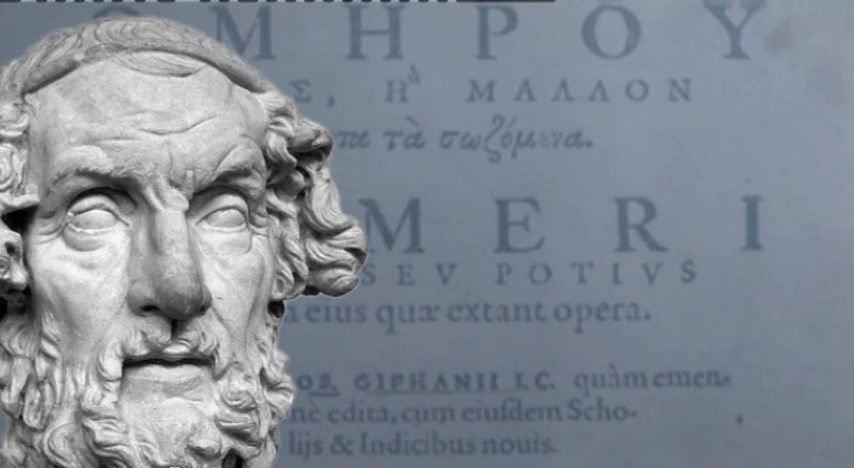 ΜΗΡΟΥ
Σ, Ἢ ΜΑΛΛΟΝ
τὰ σωζόμενα.
MERI
SEV POTIVS
eius quæ extant opera.
GIPHANII I.C. quàm emen-
edita, cum eiuſdem Scho-
lijs & Indicibus nouis.